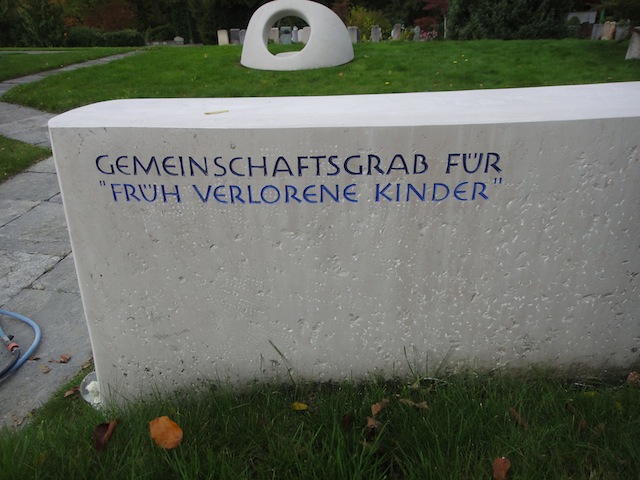 GEMEINSCHAFTSGRAB FÜR
"FRÜH VERLORENE KINDER"